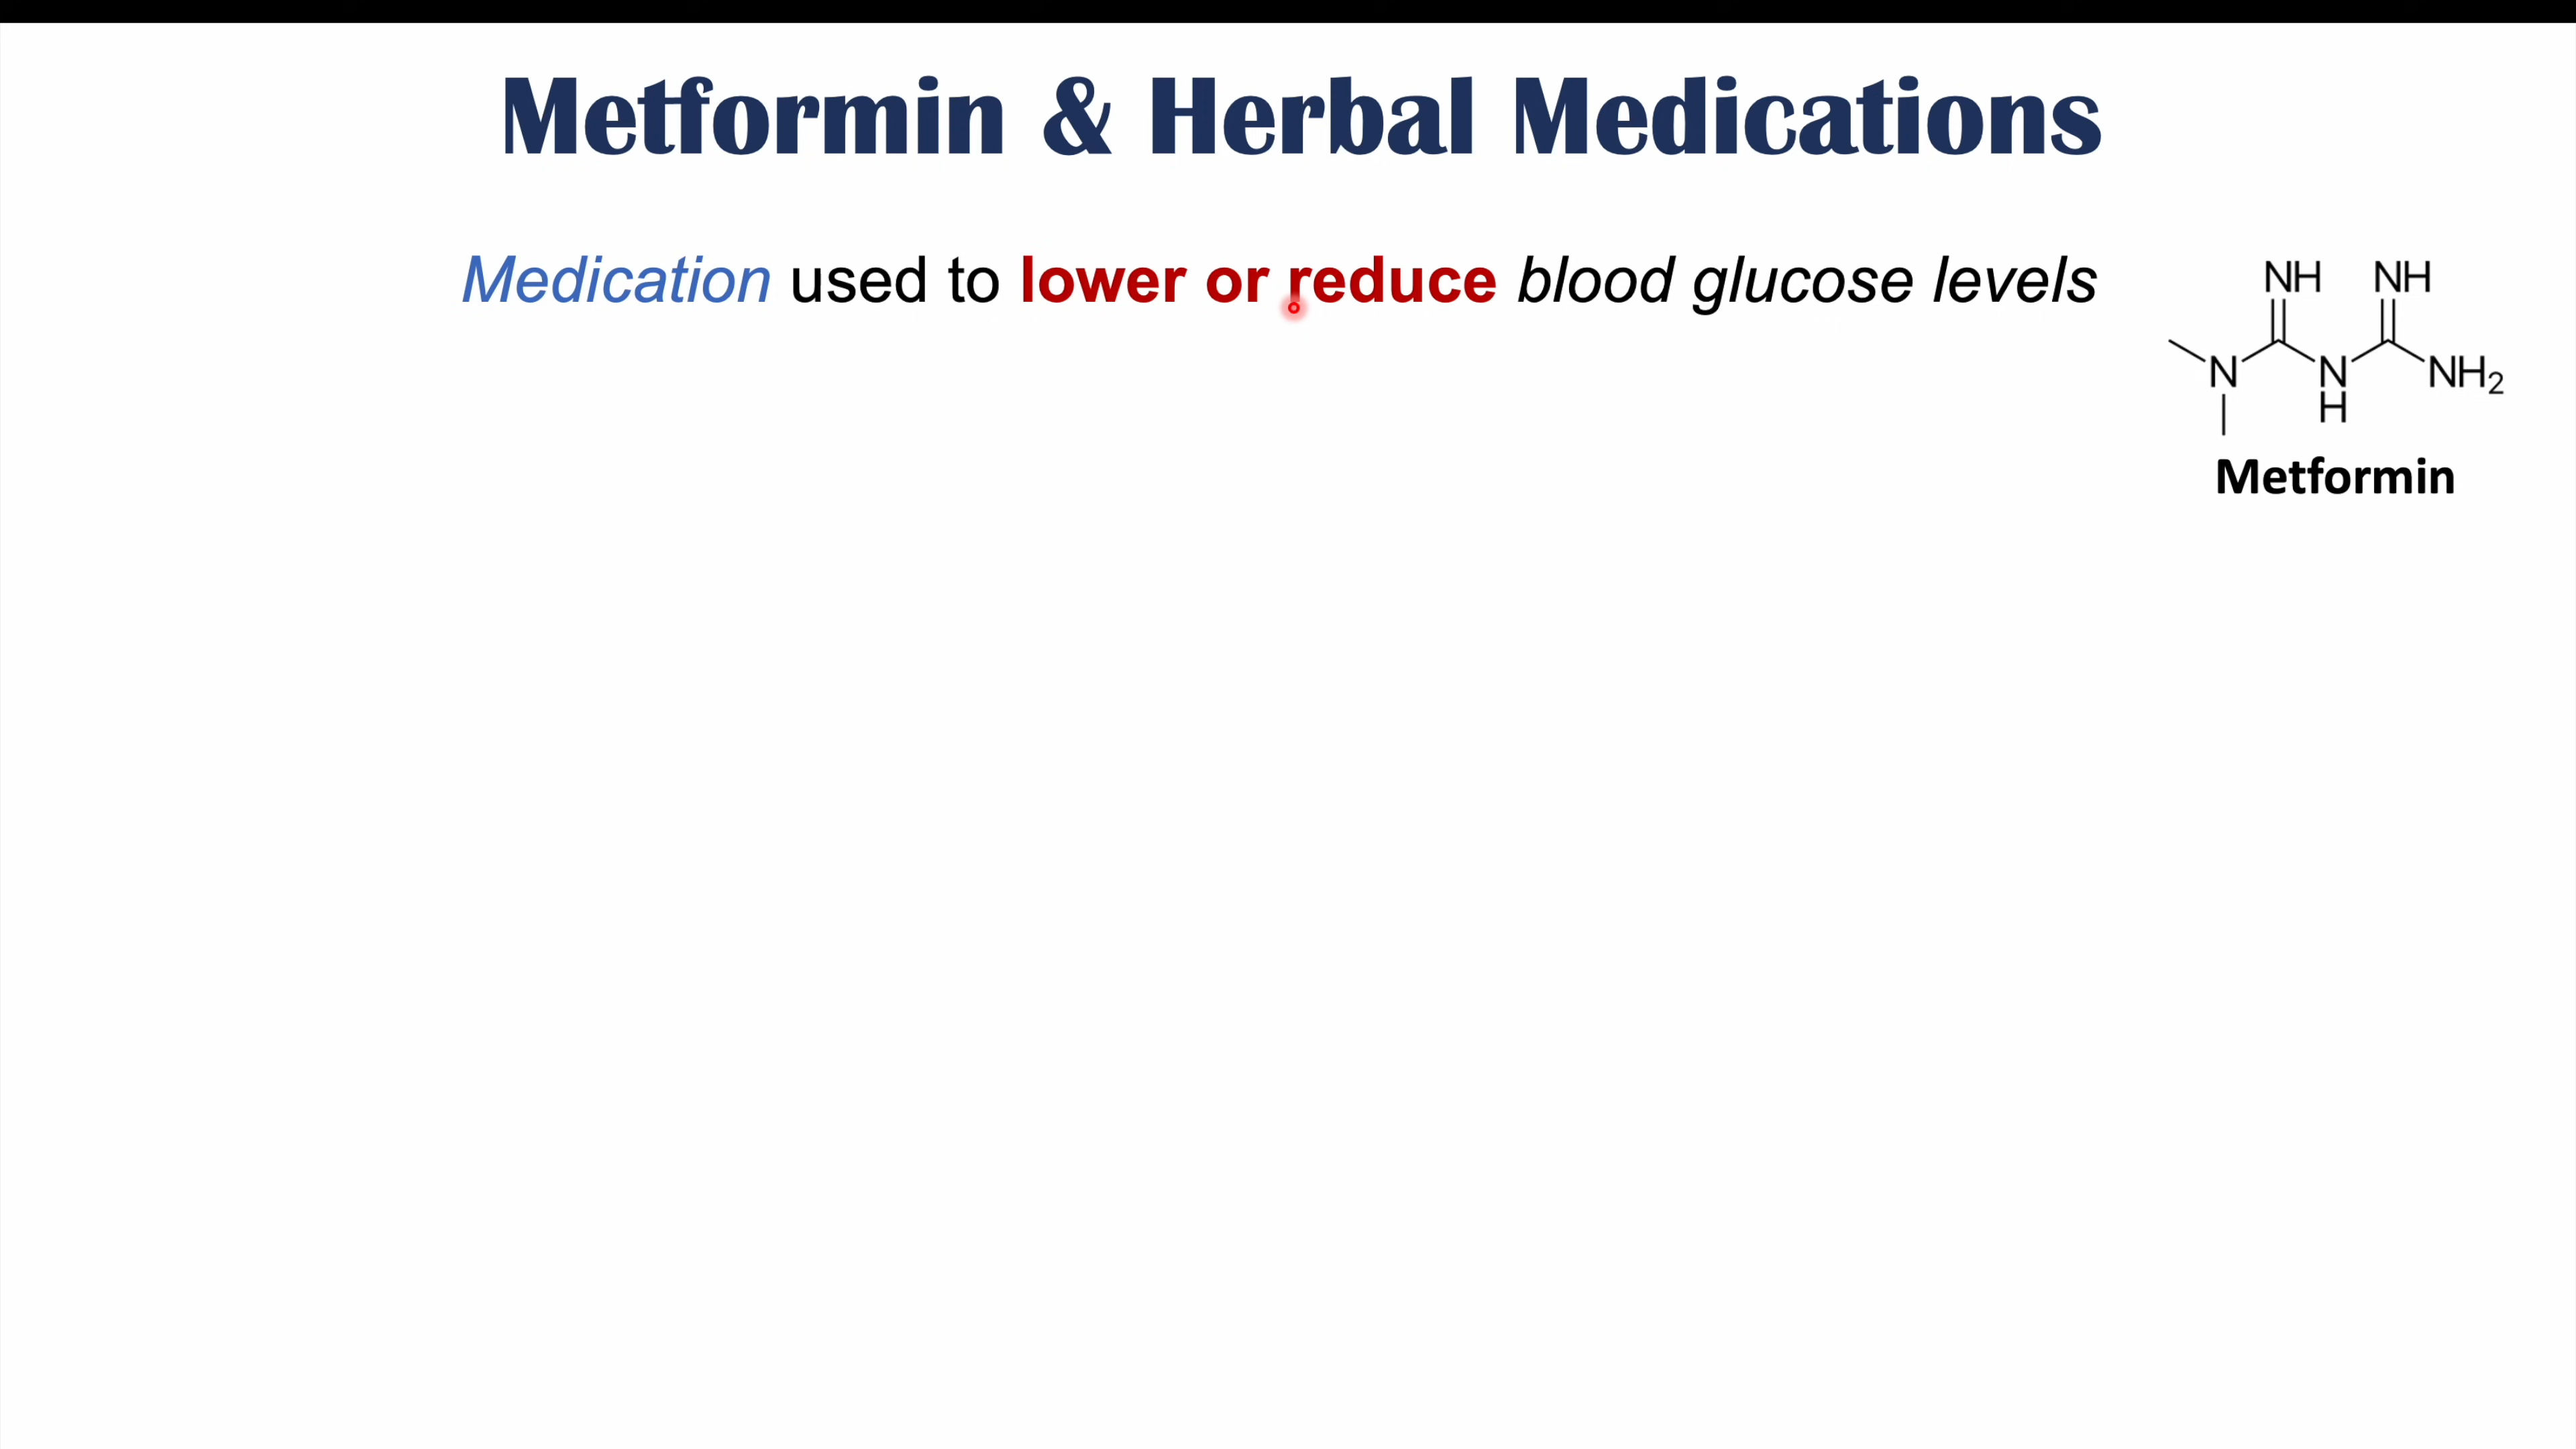 Metformin & Herbal Medications
Medication used to lower or reduce blood glucose levels
NH NH
N N NH₂
H
Metformin